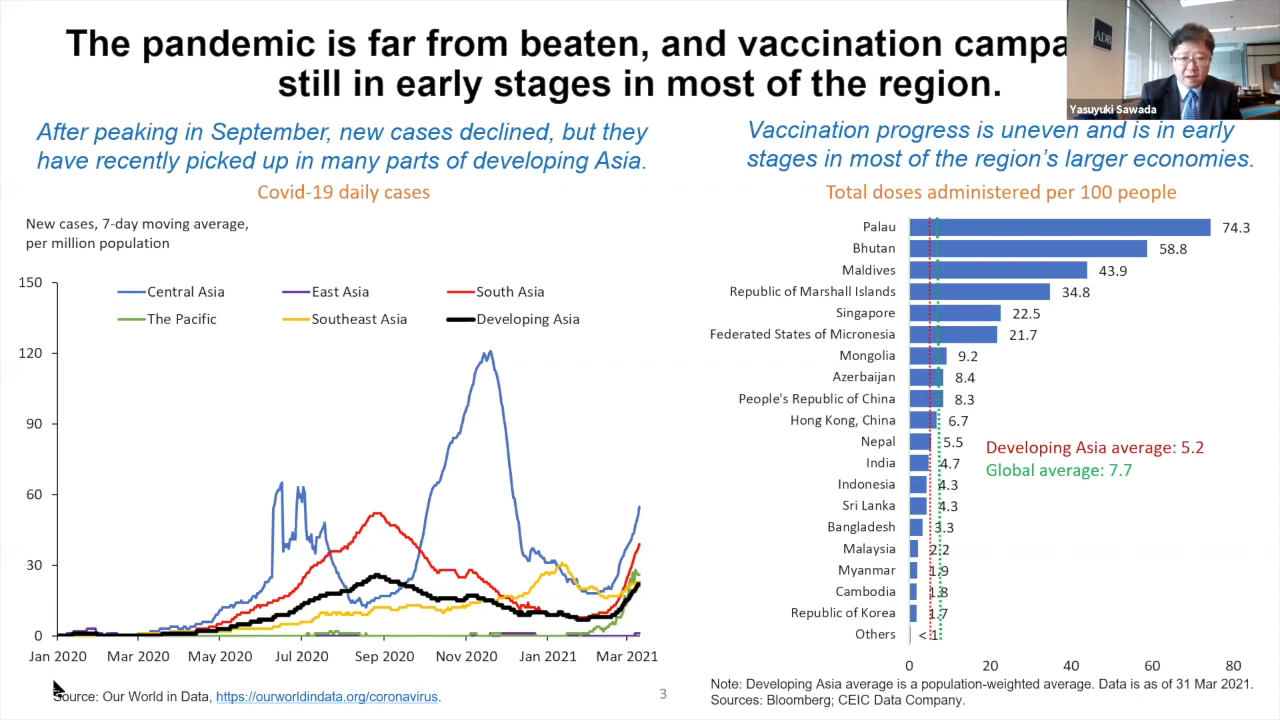 The pandemic is far from beaten, and vaccination
still in early stages in most of the region.
ADB
Yasuyuki Sawada
After peaking in September, new cases declined, but they
have recently picked up in many parts of developing Asia.
Covid-19 daily cases
New cases, 7-day moving average,
per million population
150
120
90
60
30
0
Central Asia
East Asia
South Asia
The Pacific
Southeast Asia
Developing Asia
Jan 2020 Mar 2020 May 2020 Jul 2020 Sep 2020 Nov 2020 Jan 2021 Mar 2021
Source: Our World in Data, https://ourworldindata.org/coronavirus.
3
Vaccination progress is uneven and is in early
stages in most of the region's larger economies.
Total doses administered per 100 people
Palau 74.3
Bhutan 58.8
Maldives 43.9
Republic of Marshall Islands 34.8
Singapore 22.5
Federated States of Micronesia 21.7
Mongolia 9.2
Azerbaijan 8.4
People's Republic of China 8.3
Hong Kong, China 6.7
Nepal 5.5
India 4.7
Indonesia 4.3
Sri Lanka 4.3
Bangladesh 3.3
Malaysia 2.2
Myanmar 1.9
Cambodia 1.8
Republic of Korea 1.7
Others < 1
Developing Asia average: 5.2
Global average: 7.7
0 20 40 60 80
Note: Developing Asia average is a population-weighted average. Data is as of 31 Mar 2021.
Sources: Bloomberg; CEIC Data Company.